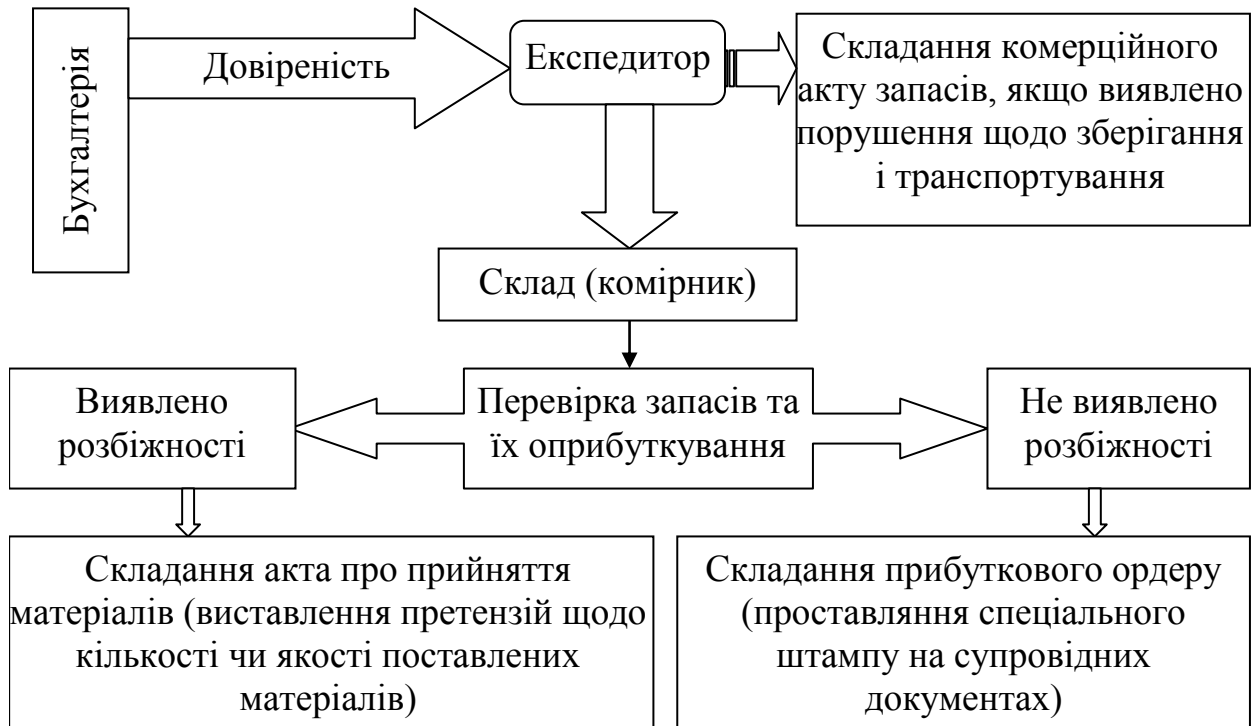 Бухгалтерія
Довіреність
Експедитор
Складання комерційного
акту запасів, якщо виявлено
порушення щодо зберігання
і транспортування
Склад (комірник)
Виявлено
розбіжності
Перевірка запасів та
їх оприбуткування
Не виявлено
розбіжності
Складання акта про прийняття
матеріалів (виставлення претензій щодо
кількості чи якості поставлених
матеріалів)
Складання прибуткового ордеру
(проставляння спеціального
штампу на супровідних
документах)